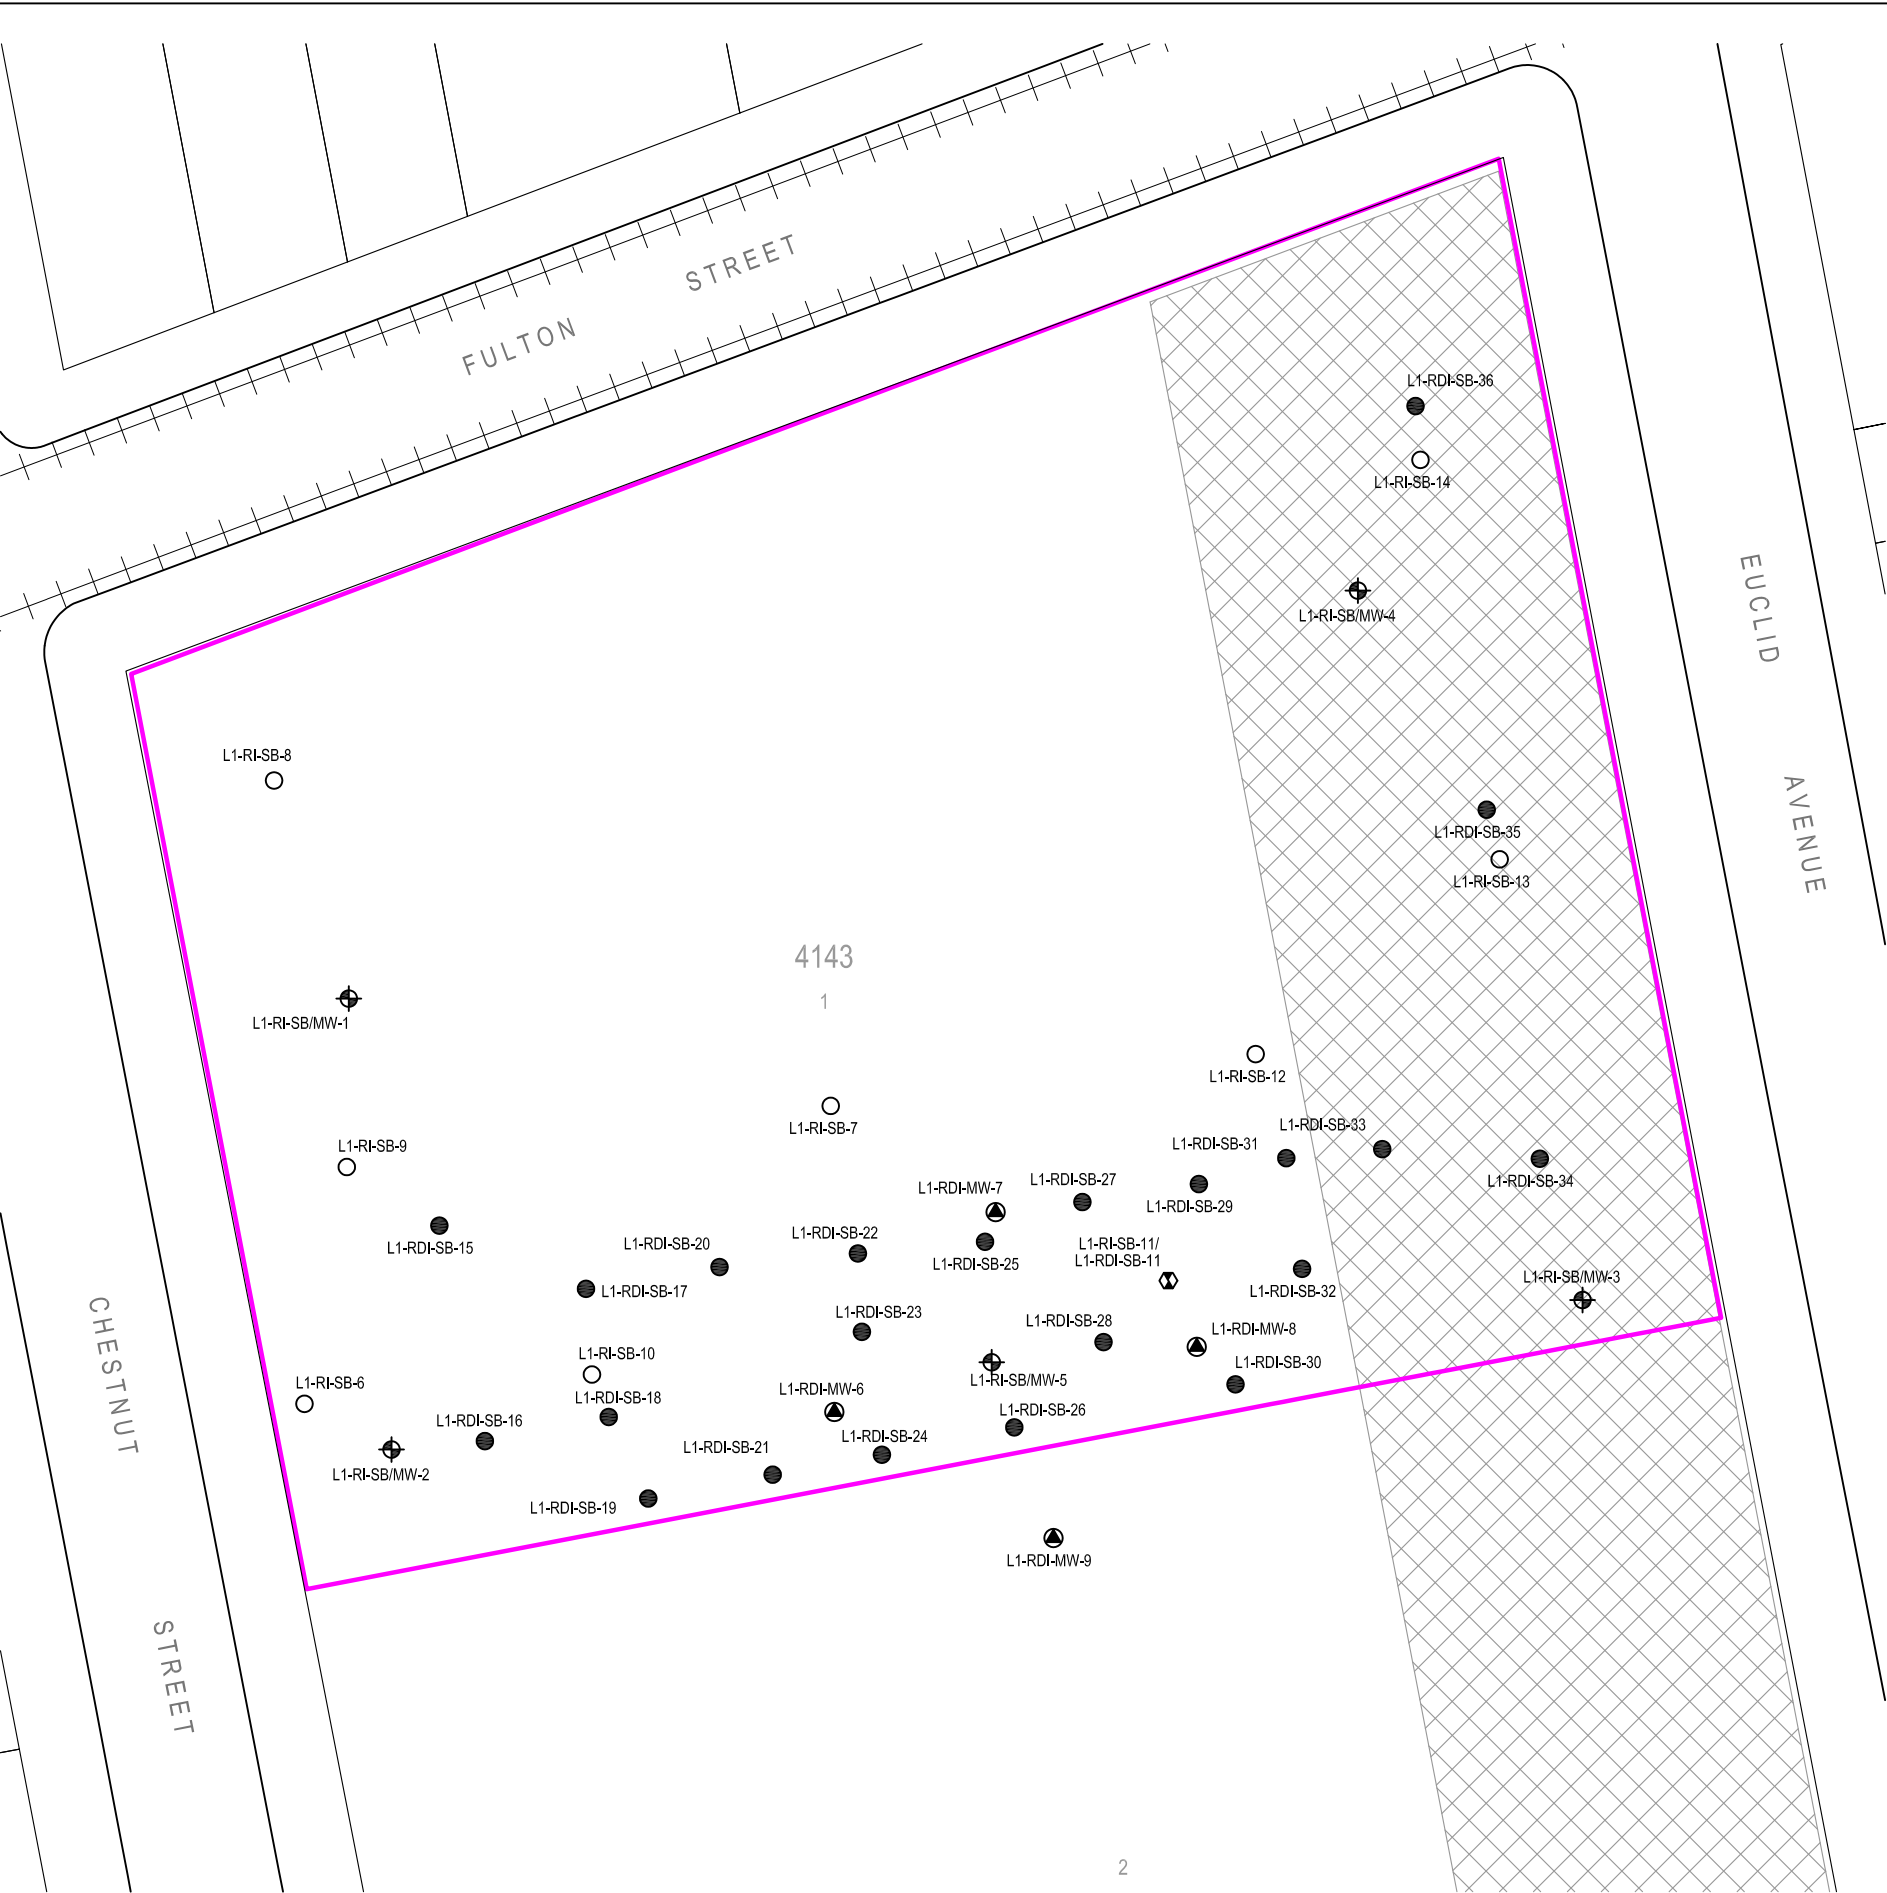 FULTON STREET
L1-RDI-SB-36
L1-RI-SB-14
L1-RI-SB/MW-4
EUCLID AVENUE
L1-RI-SB-8
L1-RDI-SB-35
L1-RI-SB-13
4143
1
L1-RI-SB/MW-1
L1-RI-SB-12
L1-RI-SB-7
L1-RDI-SB-33
L1-RI-SB-9
L1-RDI-SB-31
L1-RDI-SB-34
L1-RDI-MW-7
L1-RDI-SB-27
L1-RDI-SB-29
L1-RDI-SB-15
L1-RDI-SB-20
L1-RDI-SB-22
L1-RDI-SB-25
L1-RI-SB-11/
L1-RDI-SB-11
L1-RDI-SB-17
L1-RDI-SB-32
L1-RI-SB/MW-3
L1-RDI-SB-23
L1-RDI-SB-28
L1-RDI-MW-8
L1-RI-SB-10
L1-RDI-SB-30
L1-RI-SB-6
L1-RDI-SB-18
L1-RDI-MW-6
L1-RI-SB/MW-5
L1-RDI-SB-16
L1-RDI-SB-26
L1-RDI-SB-21
L1-RDI-SB-24
L1-RI-SB/MW-2
L1-RDI-SB-19
L1-RDI-MW-9
CHESTNUT STREET
2